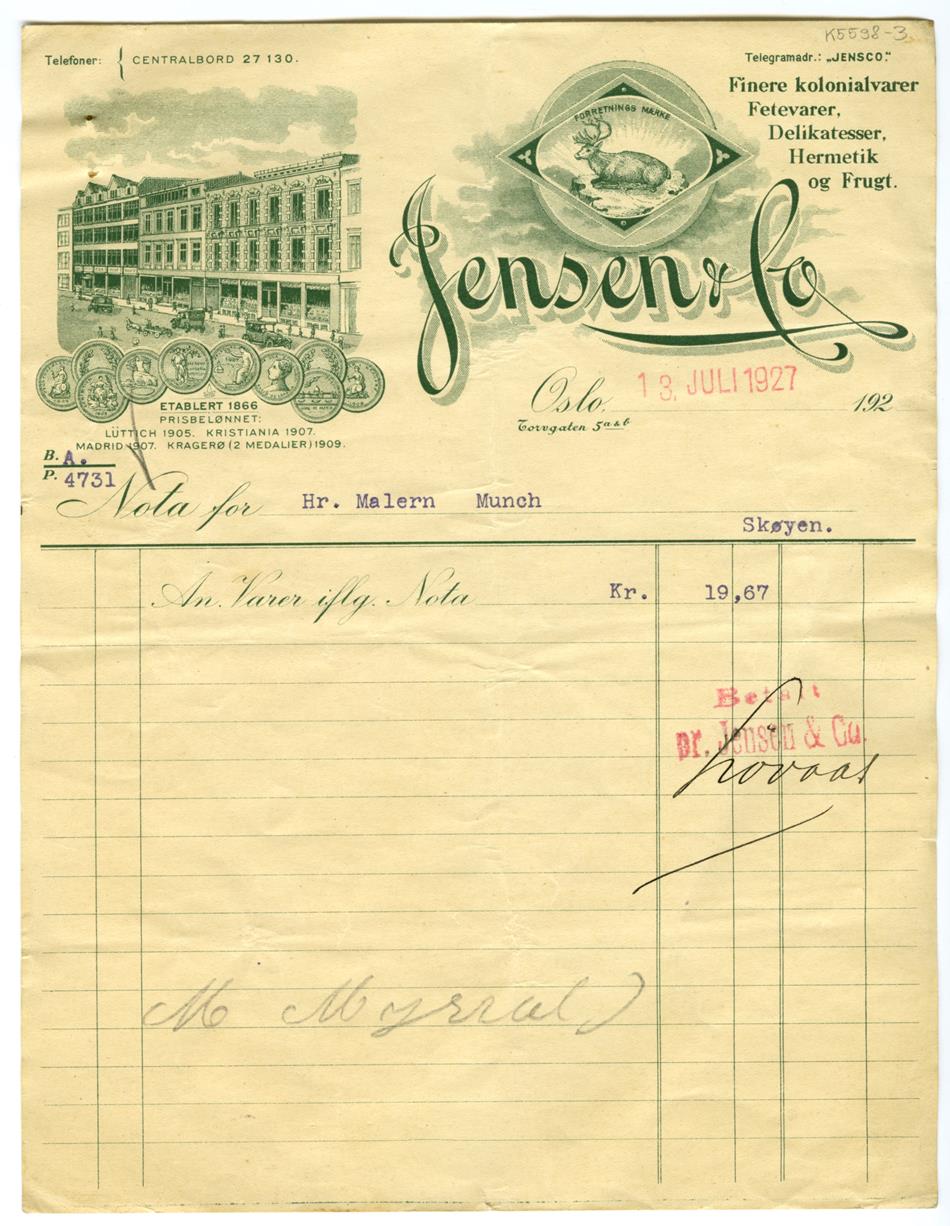 K5598-3
Telefoner: { CENTRALBORD 27 130.
Telegramadr.: „JENSCO."
Finere kolonialvarer
Fetevarer,
Delikatesser,
Hermetik
og Frugt.
FORRETNINGS MÆRKE
Jensen & Co
Oslo, 13. JULI 1927 192
Torvgaten 5 a & b
ETABLERT 1866
PRISBELØNNET:
LÜTTICH 1905. KRISTIANIA 1907.
MADRID 1907. KRAGERØ (2 MEDALIER) 1909.
B. A.
P. 4731
Nota for Hr. Malern Munch
Skøyen.
An. Varer iflg. Nota Kr. 19,67
Betalt
pr. Jensen & Co.